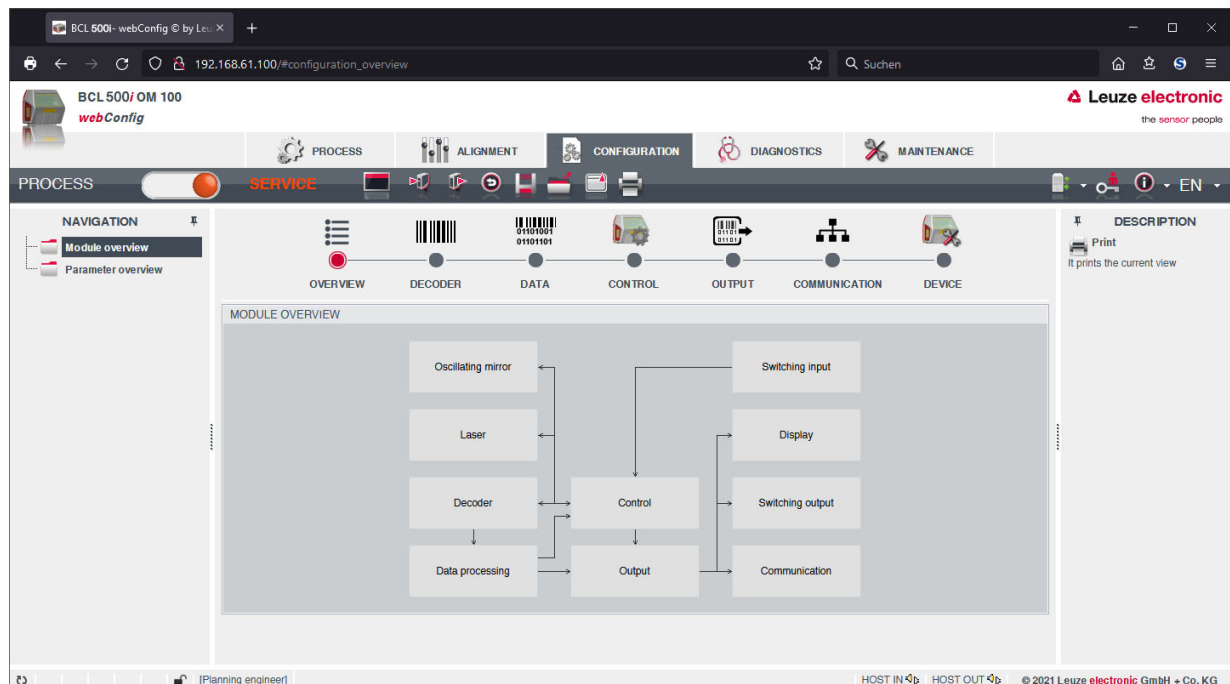 BCL 500i - webConfig © by Leu
192.168.61.100/#configuration_overview
Suchen
BCL 500i OM 100
webConfig
Leuze electronic
the sensor people
PROCESS
ALIGNMENT
CONFIGURATION
DIAGNOSTICS
MAINTENANCE
PROCESS
SERVICE
EN
NAVIGATION
Module overview
Parameter overview
01101001
01101101
OVERVIEW
DECODER
DATA
CONTROL
OUTPUT
COMMUNICATION
DEVICE
DESCRIPTION
Print
It prints the current view
MODULE OVERVIEW
Oscillating mirror
Switching input
Laser
Display
Decoder
Control
Switching output
Data processing
Output
Communication
[Planning engineer]
HOST IN
HOST OUT
© 2021 Leuze electronic GmbH + Co. KG